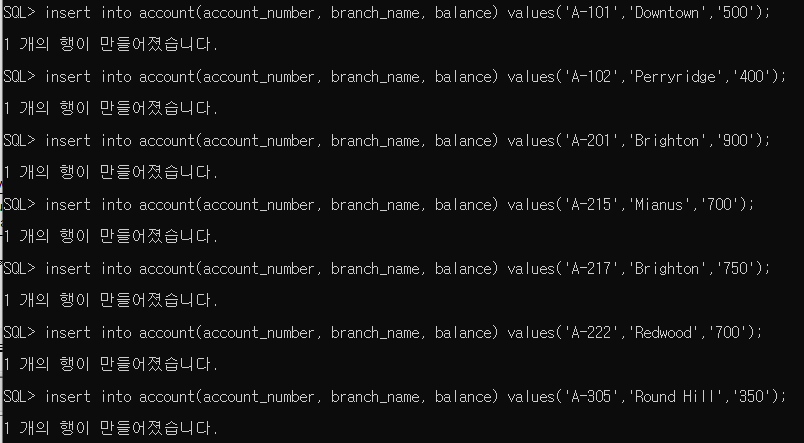 SQL> insert into account(account_number, branch_name, balance) values('A-101','Downtown','500');
1 개의 행이 만들어졌습니다.
SQL> insert into account(account_number, branch_name, balance) values('A-102','Perryridge','400');
1 개의 행이 만들어졌습니다.
SQL> insert into account(account_number, branch_name, balance) values('A-201','Brighton','900');
1 개의 행이 만들어졌습니다.
SQL> insert into account(account_number, branch_name, balance) values('A-215','Mianus','700');
1 개의 행이 만들어졌습니다.
SQL> insert into account(account_number, branch_name, balance) values('A-217','Brighton','750');
1 개의 행이 만들어졌습니다.
SQL> insert into account(account_number, branch_name, balance) values('A-222','Redwood','700');
1 개의 행이 만들어졌습니다.
SQL> insert into account(account_number, branch_name, balance) values('A-305','Round Hill','350');
1 개의 행이 만들어졌습니다.